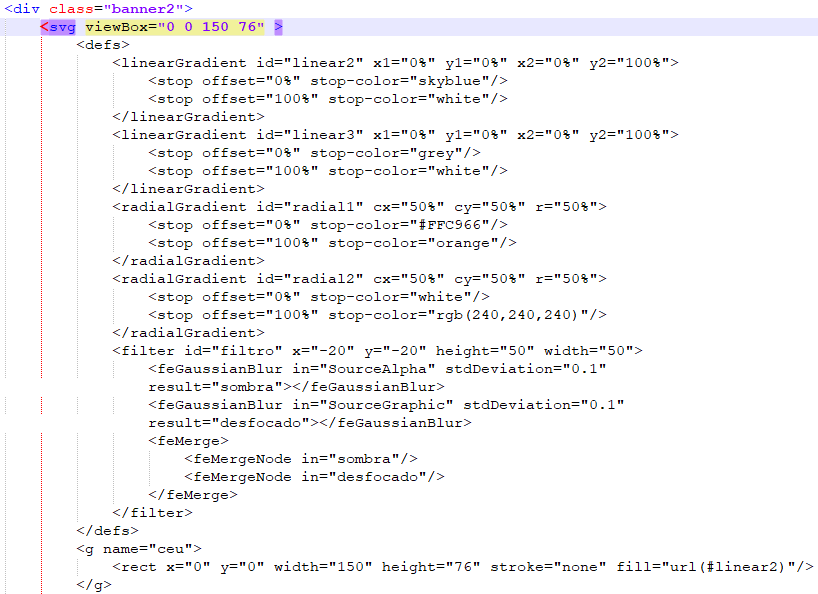 <div class="banner2">
<svg viewBox="0 0 150 76" >
<defs>
<linearGradient id="linear2" x1="0%" y1="0%" x2="0%" y2="100%">
<stop offset="0%" stop-color="skyblue"/>
<stop offset="100%" stop-color="white"/>
</linearGradient>
<linearGradient id="linear3" x1="0%" y1="0%" x2="0%" y2="100%">
<stop offset="0%" stop-color="grey"/>
<stop offset="100%" stop-color="white"/>
</linearGradient>
<radialGradient id="radial1" cx="50%" cy="50%" r="50%">
<stop offset="0%" stop-color="#FFC966"/>
<stop offset="100%" stop-color="orange"/>
</radialGradient>
<radialGradient id="radial2" cx="50%" cy="50%" r="50%">
<stop offset="0%" stop-color="white"/>
<stop offset="100%" stop-color="rgb(240,240,240)"/>
</radialGradient>
<filter id="filtro" x="-20" y="-20" height="50" width="50">
<feGaussianBlur in="SourceAlpha" stdDeviation="0.1"
result="sombra"></feGaussianBlur>
<feGaussianBlur in="SourceGraphic" stdDeviation="0.1"
result="desfocado"></feGaussianBlur>
<feMerge>
<feMergeNode in="sombra"/>
<feMergeNode in="desfocado"/>
</feMerge>
</filter>
</defs>
<g name="ceu">
<rect x="0" y="0" width="150" height="76" stroke="none" fill="url(#linear2)"/>
</g>